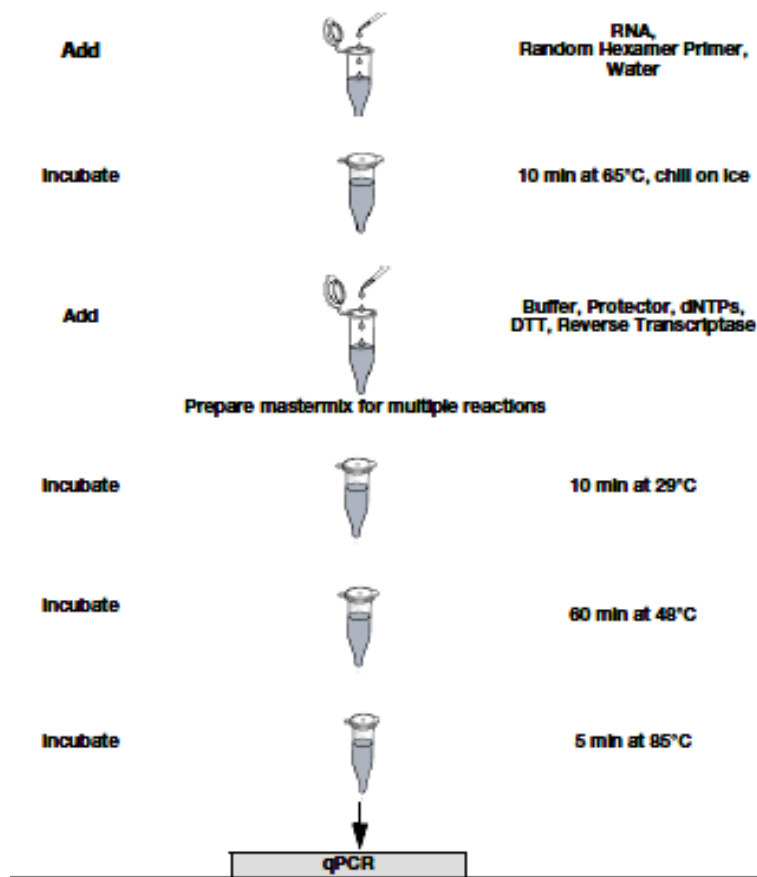 Add
RNA,
Random Hexamer Primer,
Water
Incubate
10 min at 65°C, chill on ice
Add
Buffer, Protector, dNTPs,
DTT, Reverse Transcriptase
Prepare mastermix for multiple reactions
Incubate
10 min at 29°C
Incubate
60 min at 48°C
Incubate
5 min at 85°C
qPCR